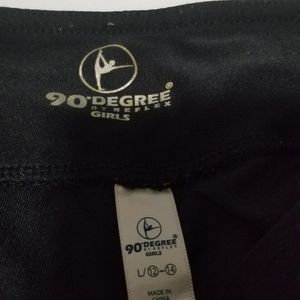 90°DEGREE®
BY REFLEX
GIRLS
90°DEGREE
BY REFLEX
GIRLS
L/⑫~⑭
MADE IN
CHINA